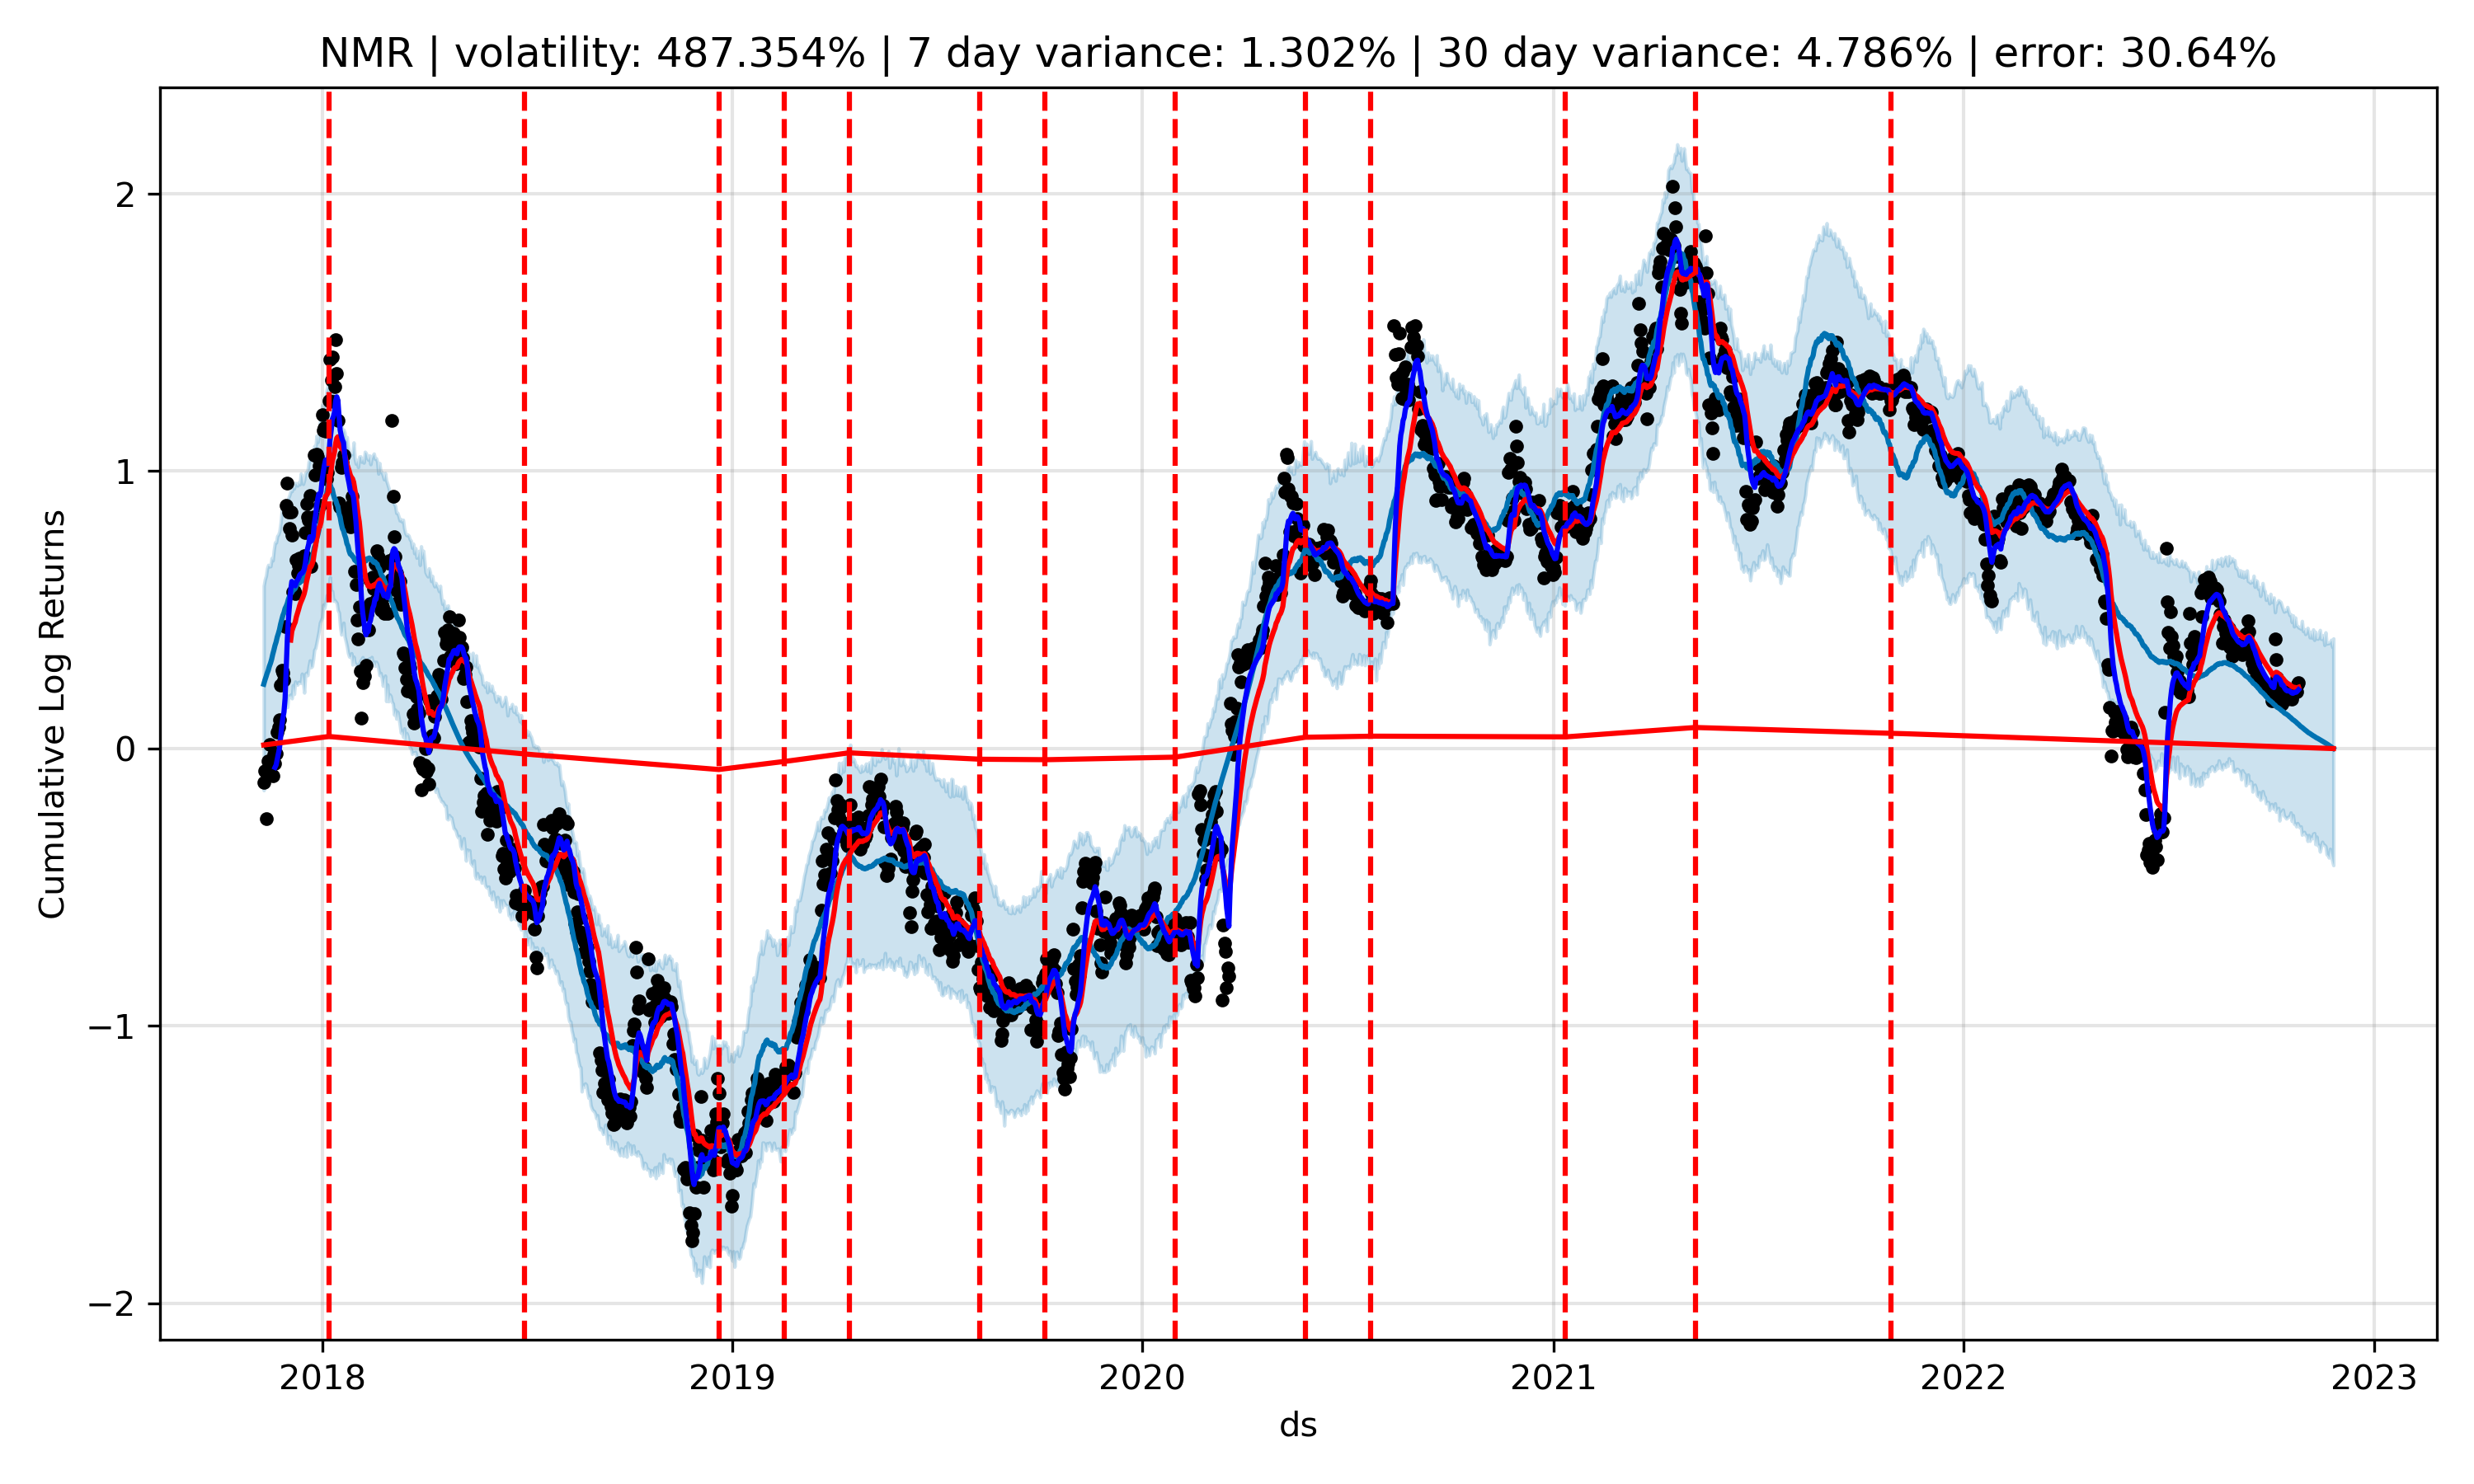 NMR | volatility: 487.354% | 7 day variance: 1.302% | 30 day variance: 4.786% | error: 30.64%
Cumulative Log Returns
2
1
0
−1
−2
2018 2019 2020 2021 2022 2023
ds